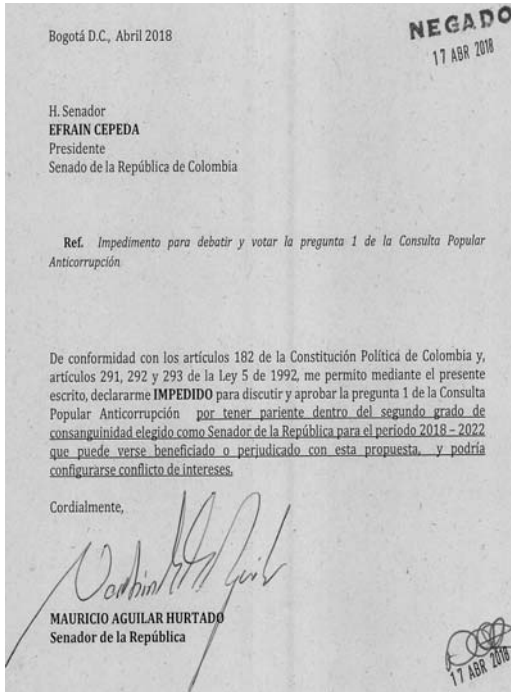 NEGADO
17 ABR 2018
Bogotá D.C., Abril 2018
H. Senador
EFRAIN CEPEDA
Presidente
Senado de la República de Colombia
Ref. Impedimento para debatir y votar la pregunta 1 de la Consulta Popular
Anticorrupción
De conformidad con los artículos 182 de la Constitución Política de Colombia y,
artículos 291, 292 y 293 de la Ley 5 de 1992, me permito mediante el presente
escrito, declararme IMPEDIDO para discutir y aprobar la pregunta 1 de la Consulta
Popular Anticorrupción por tener pariente dentro del segundo grado de
consanguinidad elegido como Senador de la República para el periodo 2018 – 2022
que puede verse beneficiado o perjudicado con esta propuesta, y podría
configurarse conflicto de intereses.
Cordialmente,
MAURICIO AGUILAR HURTADO
Senador de la República
17 ABR 2018